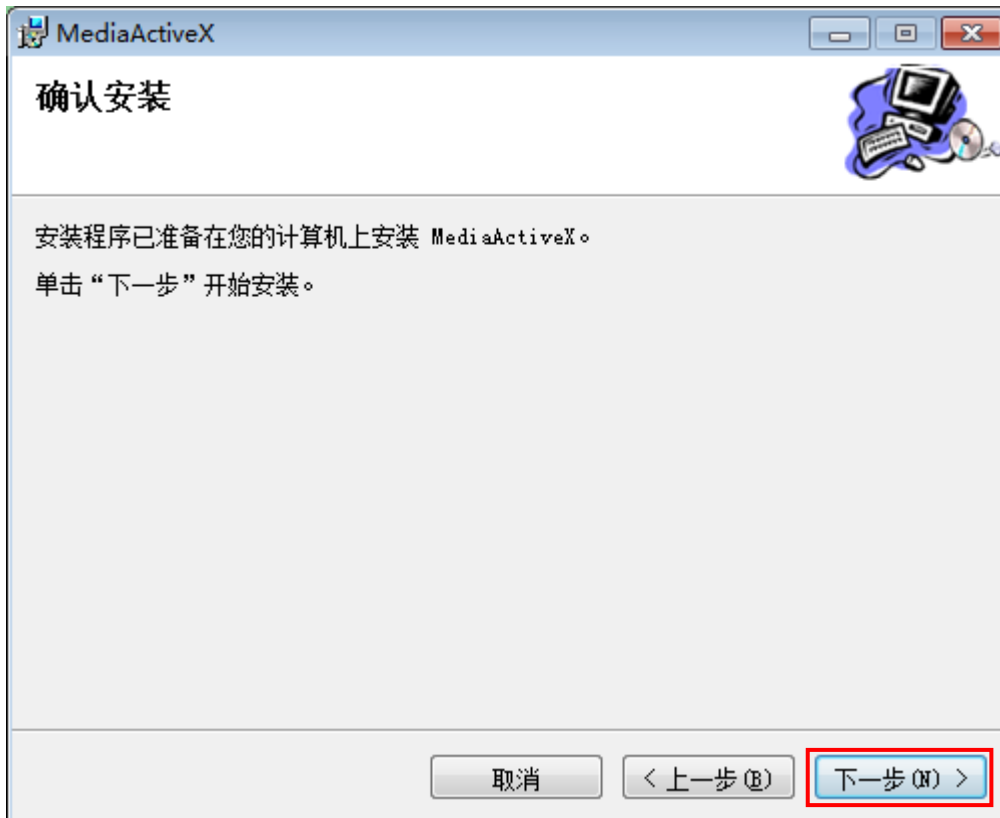 MediaActiveX
确认安装
安装程序已准备在您的计算机上安装 MediaActiveX。
单击“下一步”开始安装。
取消
< 上一步(B)
下一步(N) >